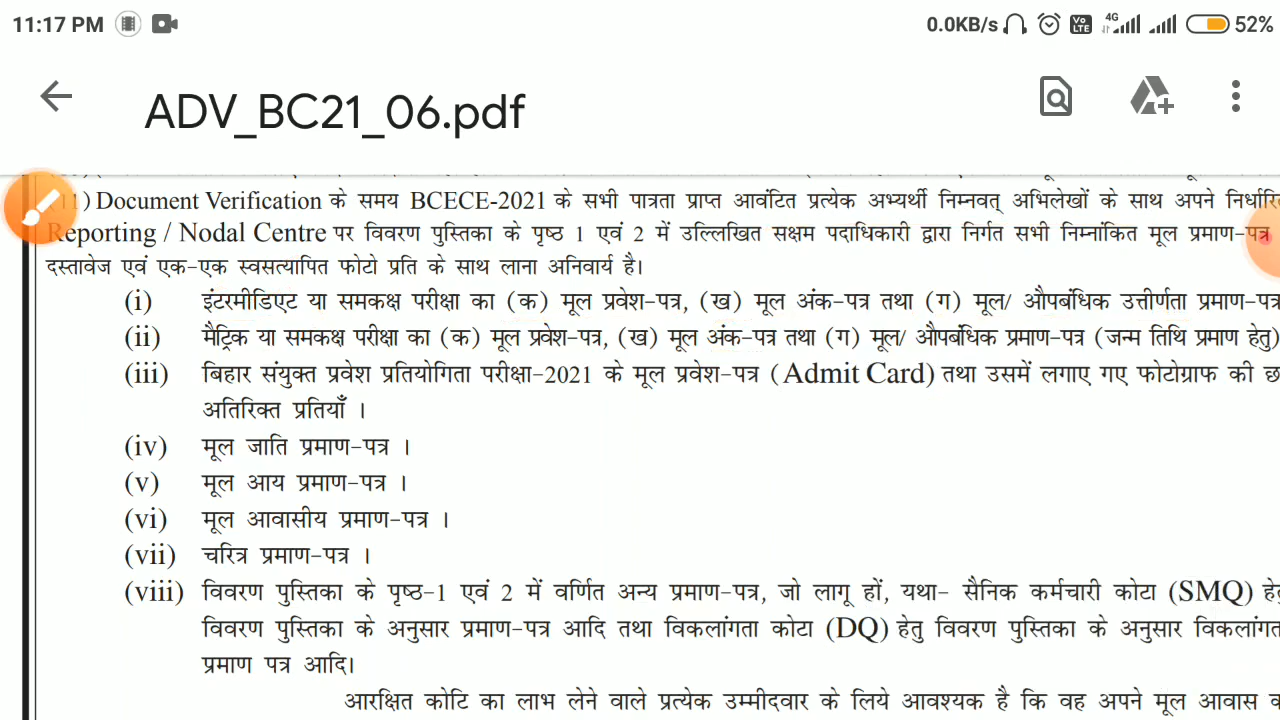 11:17 PM 0.0KB/s Vo LTE 4G 52%
ADV_BC21_06.pdf
11) Document Verification के समय BCECE-2021 के सभी पात्रता प्राप्त आवंटित प्रत्येक अभ्यर्थी निम्नवत् अभिलेखों के साथ अपने
Reporting / Nodal Centre पर विवरण पुस्तिका के पृष्ठ 1 एवं 2 में उल्लिखित सक्षम पदाधिकारी द्वारा निर्गत सभी निम्नांकित मूल प्रमाण-पत्र
दस्तावेज एवं एक-एक स्वसत्यापित फोटो प्रति के साथ लाना अनिवार्य है।
(i) इंटरमीडिएट या समकक्ष परीक्षा का (क) मूल प्रवेश-पत्र, (ख) मूल अंक-पत्र तथा (ग) मूल/ औपबंधिक उत्तीर्णता प्रमाण-पत्र
(ii) मैट्रिक या समकक्ष परीक्षा का (क) मूल प्रवेश-पत्र, (ख) मूल अंक-पत्र तथा (ग) मूल/ औपबंधिक प्रमाण-पत्र (जन्म तिथि प्रमाण हेतु)
(iii) बिहार संयुक्त प्रवेश प्रतियोगिता परीक्षा-2021 के मूल प्रवेश-पत्र (Admit Card) तथा उसमें लगाए गए फोटोग्राफ की
अतिरिक्त प्रतियाँ ।
(iv) मूल जाति प्रमाण-पत्र ।
(v) मूल आय प्रमाण-पत्र ।
(vi) मूल आवासीय प्रमाण-पत्र ।
(vii) चरित्र प्रमाण-पत्र ।
(viii) विवरण पुस्तिका के पृष्ठ-1 एवं 2 में वर्णित अन्य प्रमाण-पत्र, जो लागू हों, यथा- सैनिक कर्मचारी कोटा (SMQ)
विवरण पुस्तिका के अनुसार प्रमाण-पत्र आदि तथा विकलांगता कोटा (DQ) हेतु विवरण पुस्तिका के अनुसार
प्रमाण पत्र आदि।
आरक्षित कोटि का लाभ लेने वाले प्रत्येक उम्मीदवार के लिये आवश्यक है कि वह अपने मूल आवास